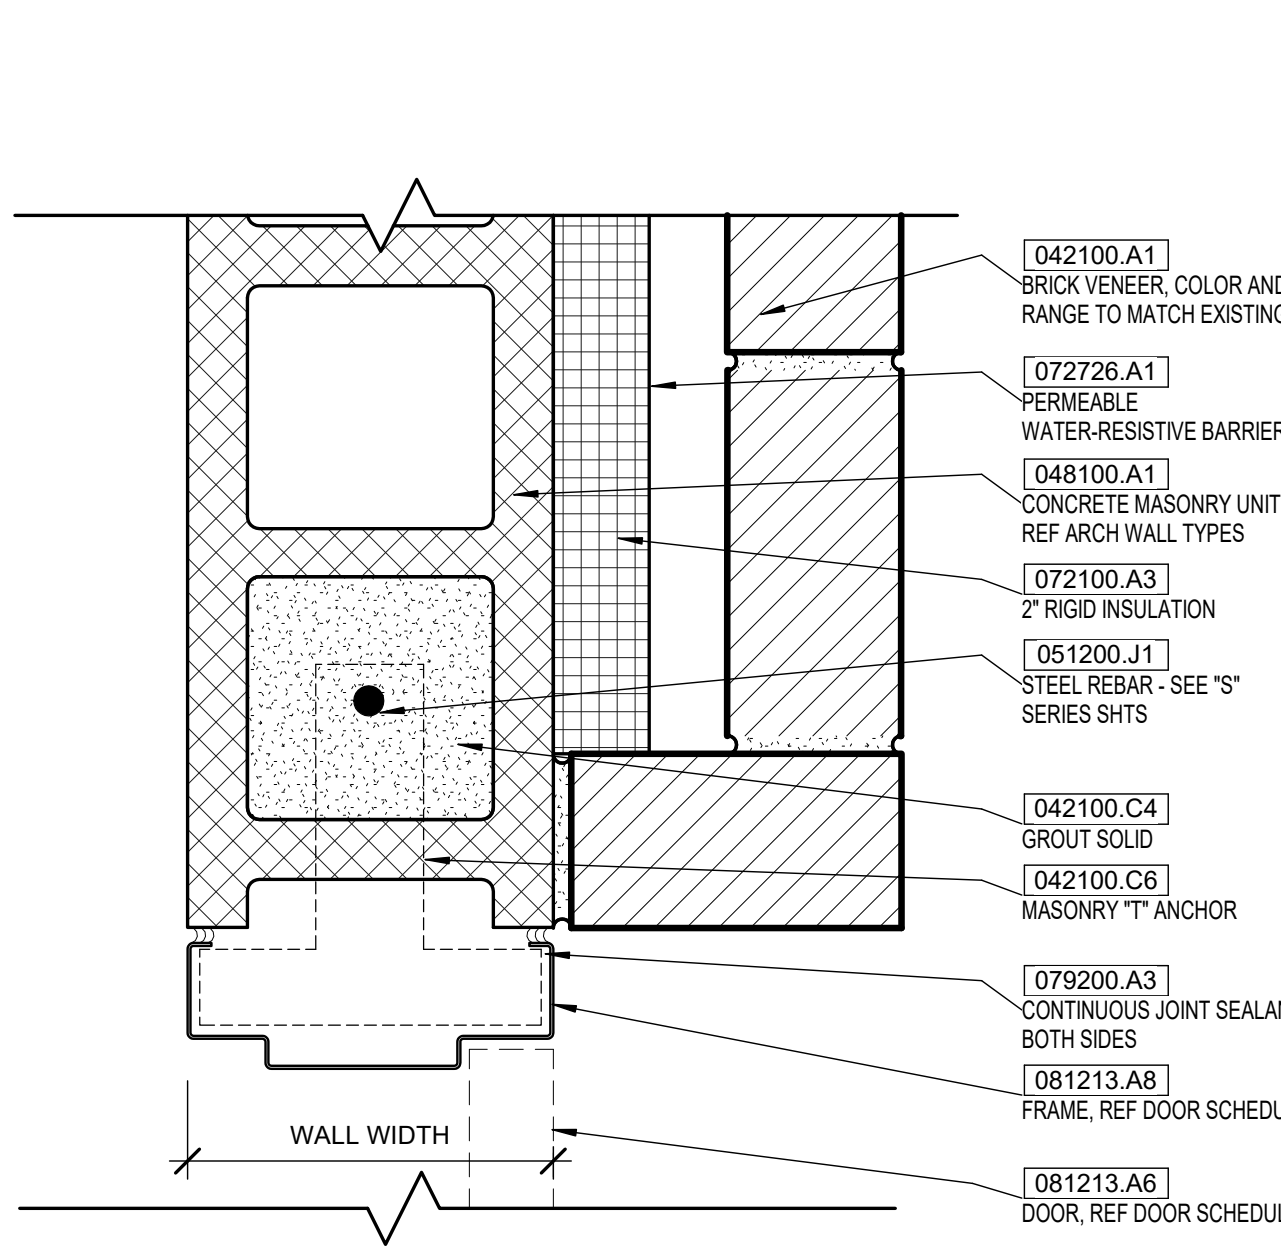 042100.A1
BRICK VENEER, COLOR AND
RANGE TO MATCH EXISTING
072726.A1
PERMEABLE
WATER-RESISTIVE BARRIER
048100.A1
CONCRETE MASONRY UNIT
REF ARCH WALL TYPES
072100.A3
2" RIGID INSULATION
051200.J1
STEEL REBAR - SEE "S"
SERIES SHTS
042100.C4
GROUT SOLID
042100.C6
MASONRY "T" ANCHOR
079200.A3
CONTINUOUS JOINT
BOTH SIDES
081213.A8
FRAME, REF DOOR
WALL WIDTH
081213.A6
DOOR, REF DOOR